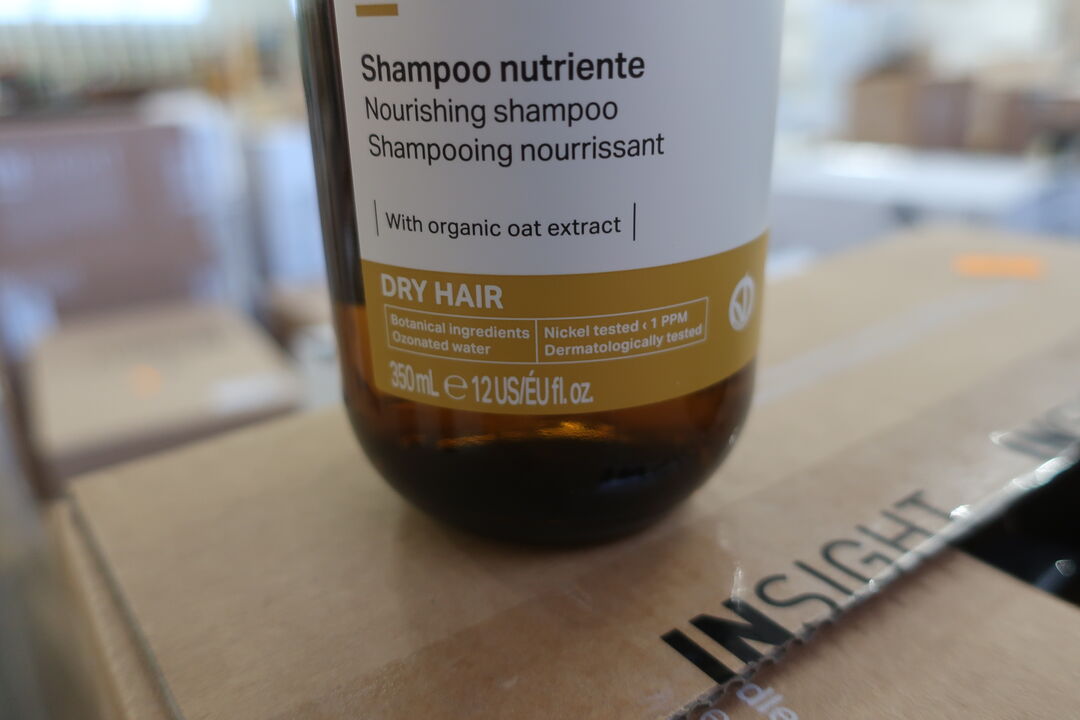 Shampoo nutriente
Nourishing shampoo
Shampooing nourrissant
With organic oat extract
DRY HAIR
Botanical ingredients
Ozonated water
Nickel tested < 1 PPM
Dermatologically tested
350 mL ℮ 12 US/ÉU fl. oz.
INSIGHT